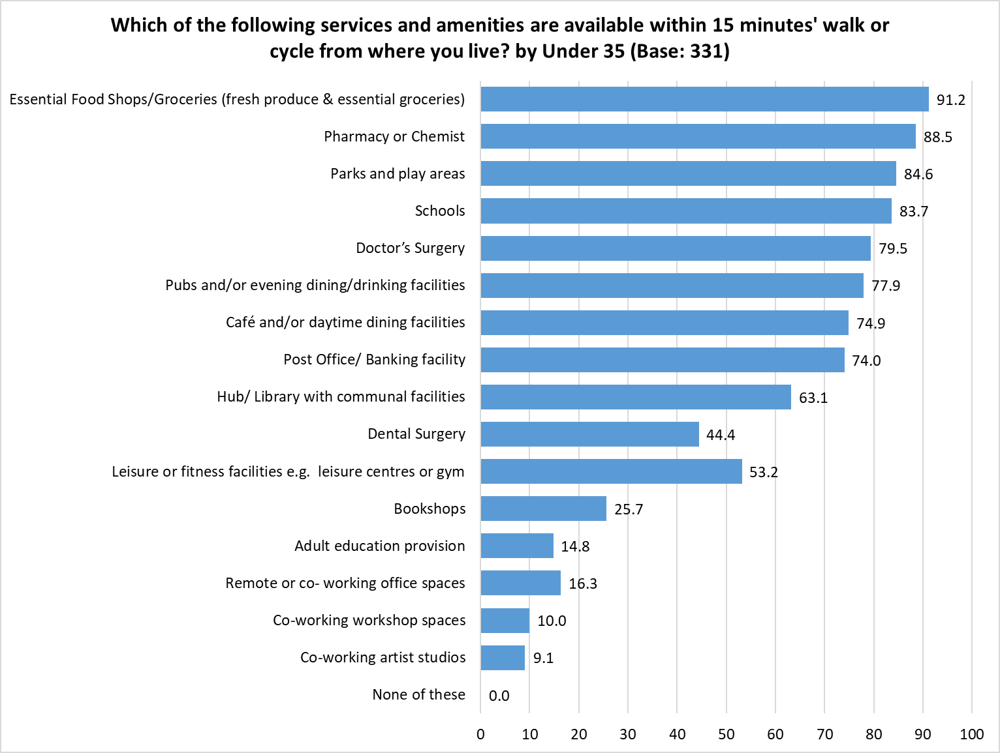 Which of the following services and amenities are available within 15 minutes' walk or
cycle from where you live? by Under 35 (Base: 331)
Essential Food Shops/Groceries (fresh produce & essential groceries) 91.2
Pharmacy or Chemist 88.5
Parks and play areas 84.6
Schools 83.7
Doctor’s Surgery 79.5
Pubs and/or evening dining/drinking facilities 77.9
Café and/or daytime dining facilities 74.9
Post Office/ Banking facility 74.0
Hub/ Library with communal facilities 63.1
Dental Surgery 44.4
Leisure or fitness facilities e.g.  leisure centres or gym 53.2
Bookshops 25.7
Adult education provision 14.8
Remote or co- working office spaces 16.3
Co-working workshop spaces 10.0
Co-working artist studios 9.1
None of these 0.0
0 10 20 30 40 50 60 70 80 90 100